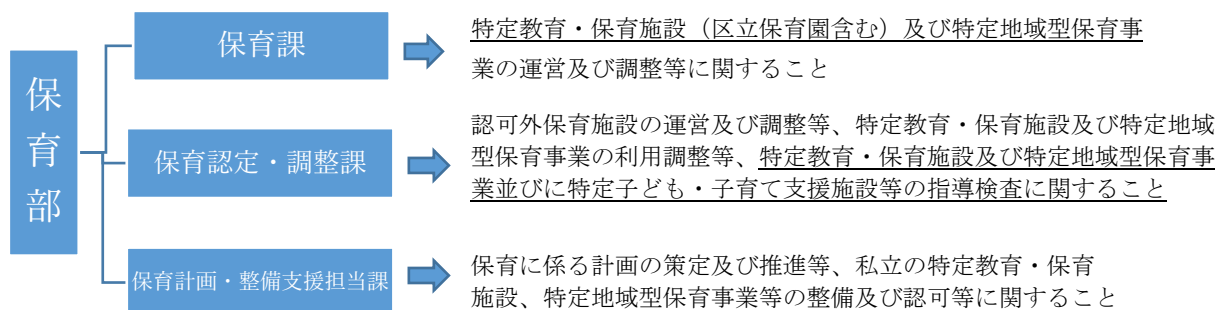 保育部
保育課
特定教育・保育施設（区立保育園含む）及び特定地域型保育事
業の運営及び調整等に関すること
保育認定・調整課
認可外保育施設の運営及び調整等、特定教育・保育施設及び特定地域
型保育事業の利用調整等、特定教育・保育施設及び特定地域型保育事
業並びに特定子ども・子育て支援施設等の指導検査に関すること
保育計画・整備支援担当課
保育に係る計画の策定及び推進等、私立の特定教育・保育
施設、特定地域型保育事業等の整備及び認可等に関すること